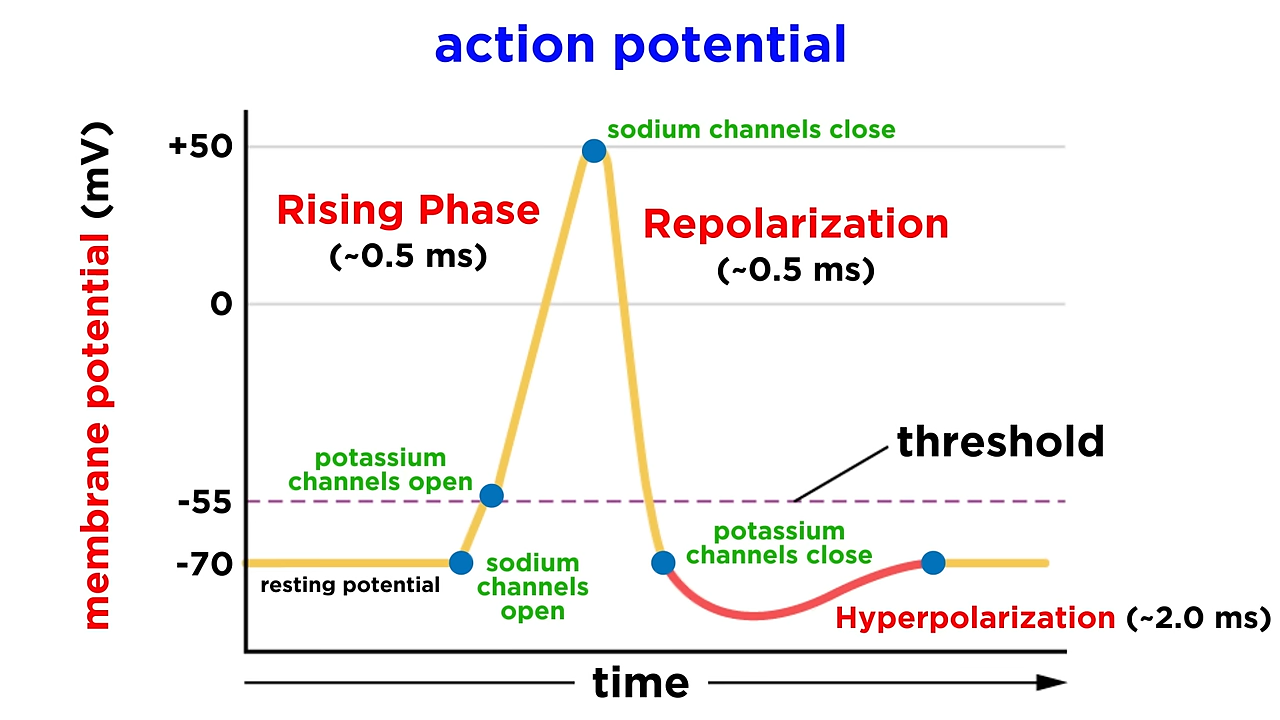 action potential
membrane potential (mV)
+50
sodium channels close
Rising Phase
(~0.5 ms)
Repolarization
(~0.5 ms)
0
threshold
potassium
channels open
-55
potassium
channels close
-70
sodium
channels
open
resting potential
Hyperpolarization (~2.0 ms)
time